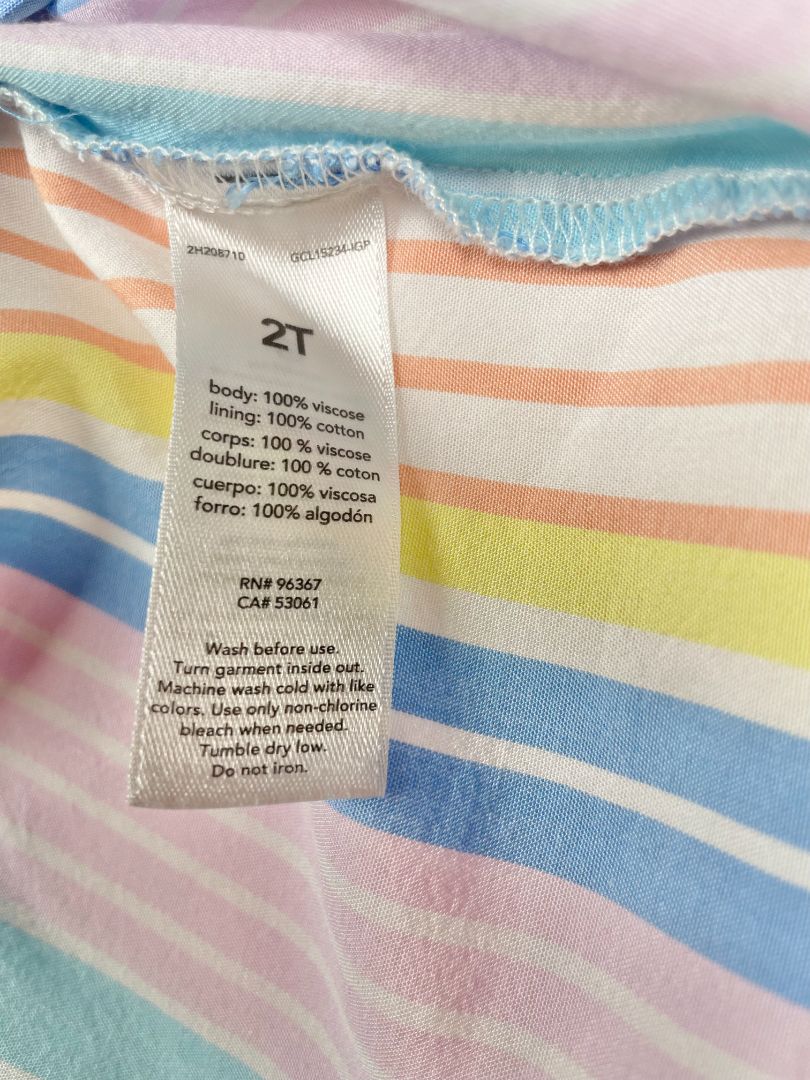 2H208710 GCL15234-IGP
2T
body: 100% viscose
lining: 100% cotton
corps: 100 % viscose
doublure: 100 % coton
cuerpo: 100% viscosa
forro: 100% algodón
RN# 96367
CA# 53061
Wash before use.
Turn garment inside out.
Machine wash cold with like
colors. Use only non-chlorine
bleach when needed.
Tumble dry low.
Do not iron.